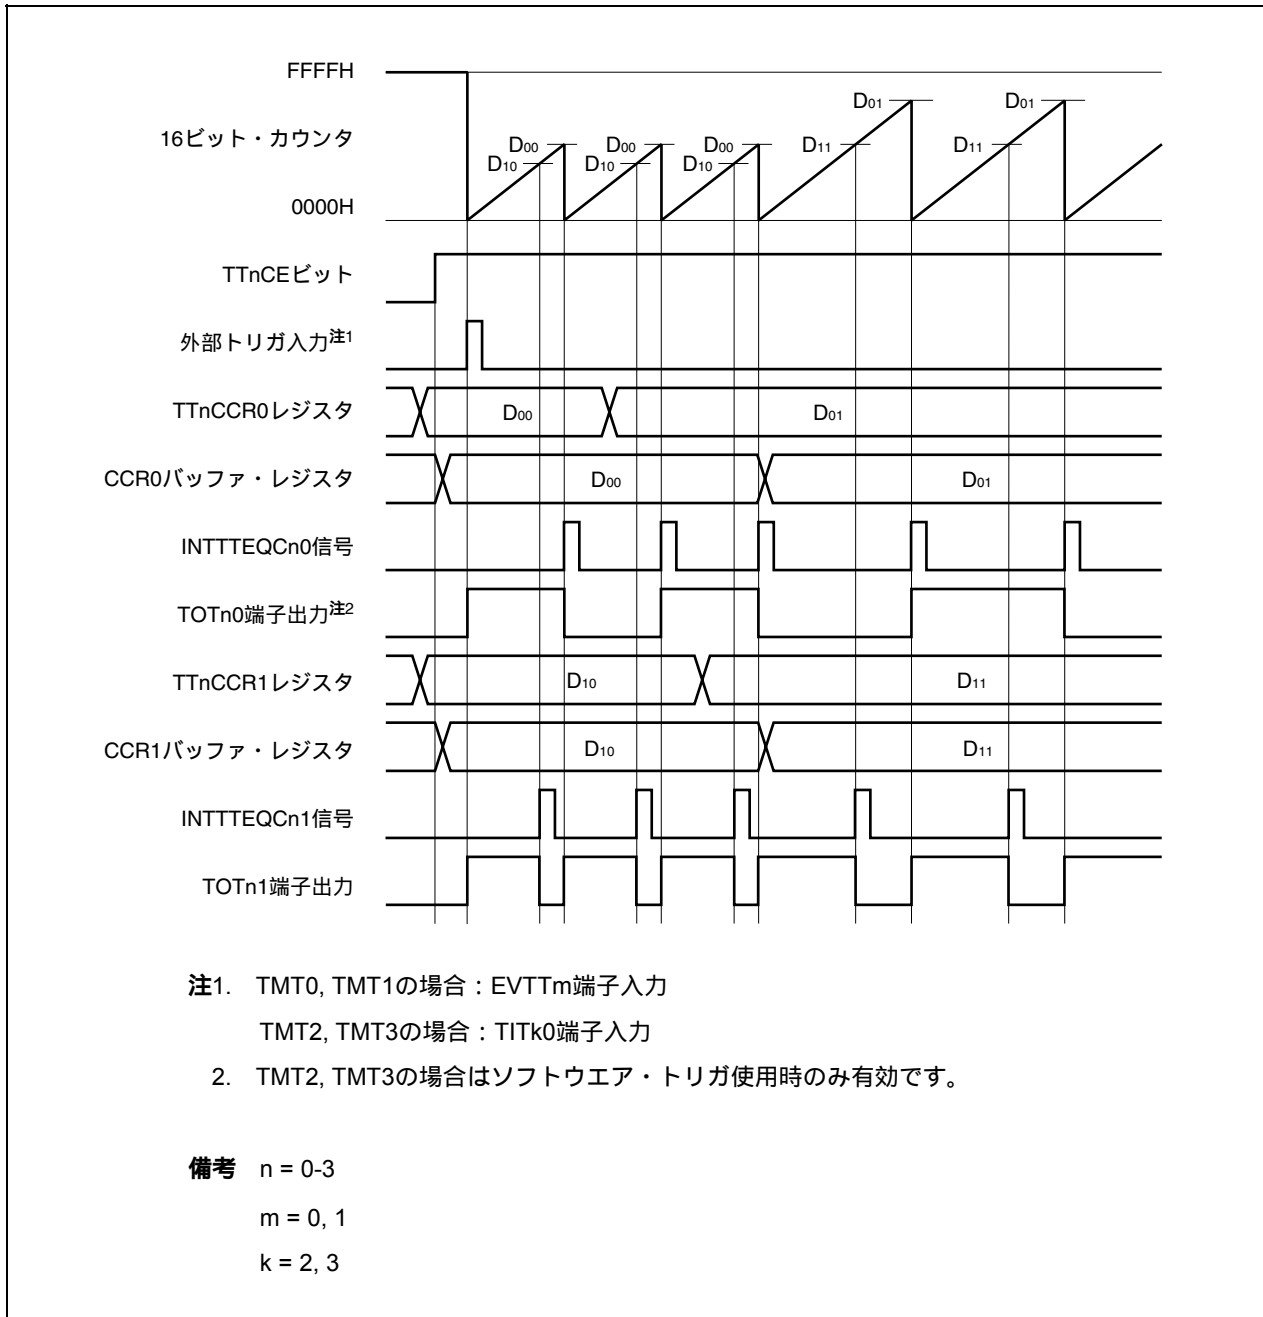 FFFFH
D01 D01
16ビット・カウンタ
D00 D00 D00 D11 D11
D10 D10 D10
0000H
TTnCEビット
外部トリガ入力注1
TTnCCR0レジスタ D00 D01
CCR0バッファ・レジスタ D00 D01
INTTTEQCn0信号
TOTn0端子出力注2
TTnCCR1レジスタ D10 D11
CCR1バッファ・レジスタ D10 D11
INTTTEQCn1信号
TOTn1端子出力
注1. TMT0, TMT1の場合：EVTTm端子入力
TMT2, TMT3の場合：TITk0端子入力
2. TMT2, TMT3の場合はソフトウエア・トリガ使用時のみ有効です。
備考 n = 0-3
m = 0, 1
k = 2, 3